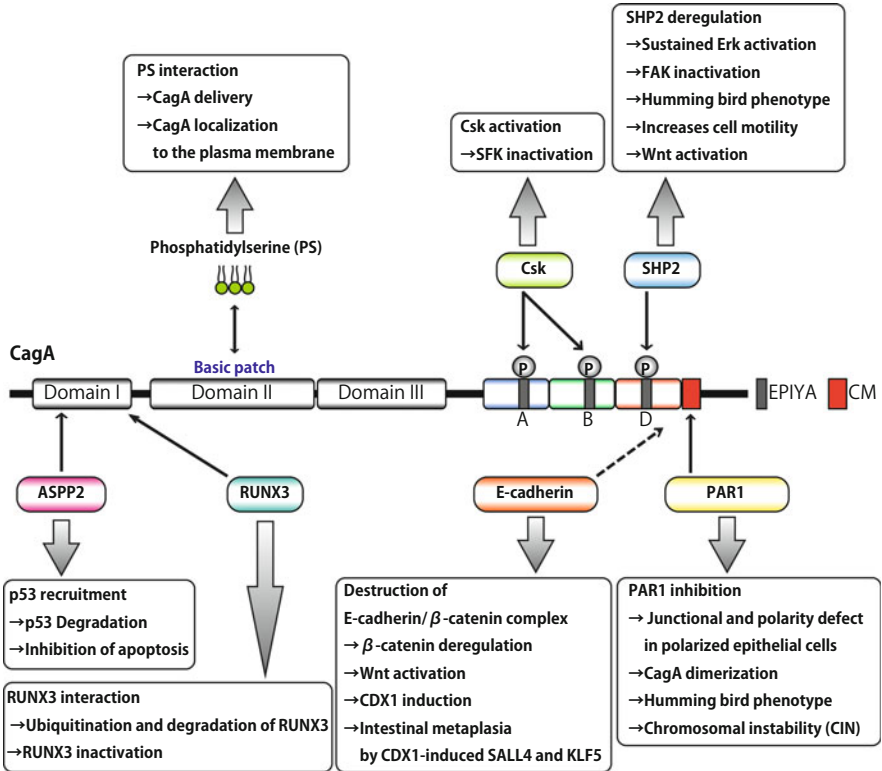 SHP2 deregulation
→Sustained Erk activation
→FAK inactivation
→Humming bird phenotype
→Increases cell motility
→Wnt activation
PS interaction
→CagA delivery
→CagA localization
to the plasma membrane
Csk activation
→SFK inactivation
Phosphatidylserine (PS)
Csk
SHP2
CagA
Basic patch
P
P
P
Domain I
Domain II
Domain III
EPIYA
CM
A
B
D
ASPP2
RUNX3
E-cadherin
PAR1
p53 recruitment
→p53 Degradation
→Inhibition of apoptosis
RUNX3 interaction
→Ubiquitination and degradation of RUNX3
→RUNX3 inactivation
Destruction of
E-cadherin/β-catenin complex
→β-catenin deregulation
→Wnt activation
→CDX1 induction
→Intestinal metaplasia
by CDX1-induced SALL4 and KLF5
PAR1 inhibition
→ Junctional and polarity defect
in polarized epithelial cells
→CagA dimerization
→Humming bird phenotype
→Chromosomal instability (CIN)